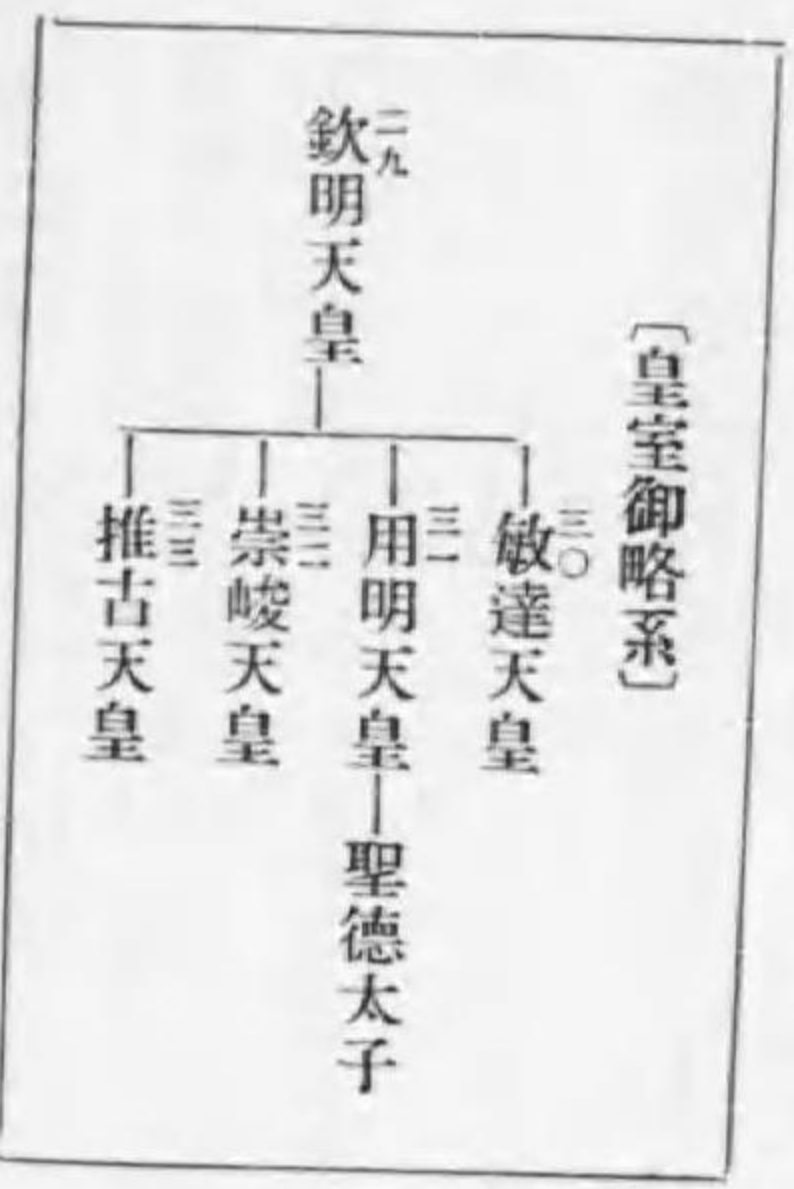 〔皇室御略系〕
二九
欽明天皇
三〇
敏達天皇
三一
用明天皇
聖德太子
三二
崇峻天皇
三三
推古天皇